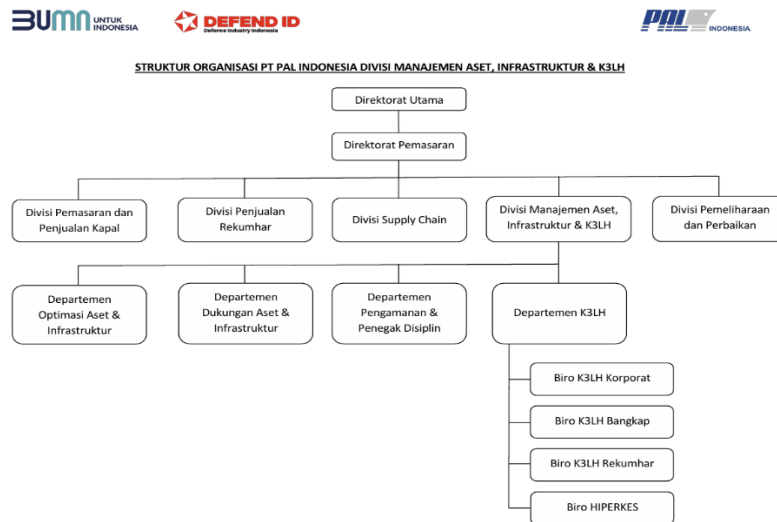 BUMN UNTUK INDONESIA
DEFEND ID
Defence Industry Indonesia
PAL INDONESIA
STRUKTUR ORGANISASI PT PAL INDONESIA DIVISI MANAJEMEN ASET, INFRASTRUKTUR & K3LH
Direktorat Utama
Direktorat Pemasaran
Divisi Pemasaran dan
Penjualan Kapal
Divisi Penjualan
Rekumhar
Divisi Supply Chain
Divisi Manajemen Aset,
Infrastruktur & K3LH
Divisi Pemeliharaan
dan Perbaikan
Departemen
Optimasi Aset &
Infrastruktur
Departemen
Dukungan Aset &
Infrastruktur
Departemen
Pengamanan &
Penegak Disiplin
Departemen K3LH
Biro K3LH Korporat
Biro K3LH Bangkap
Biro K3LH Rekumhar
Biro HIPERKES